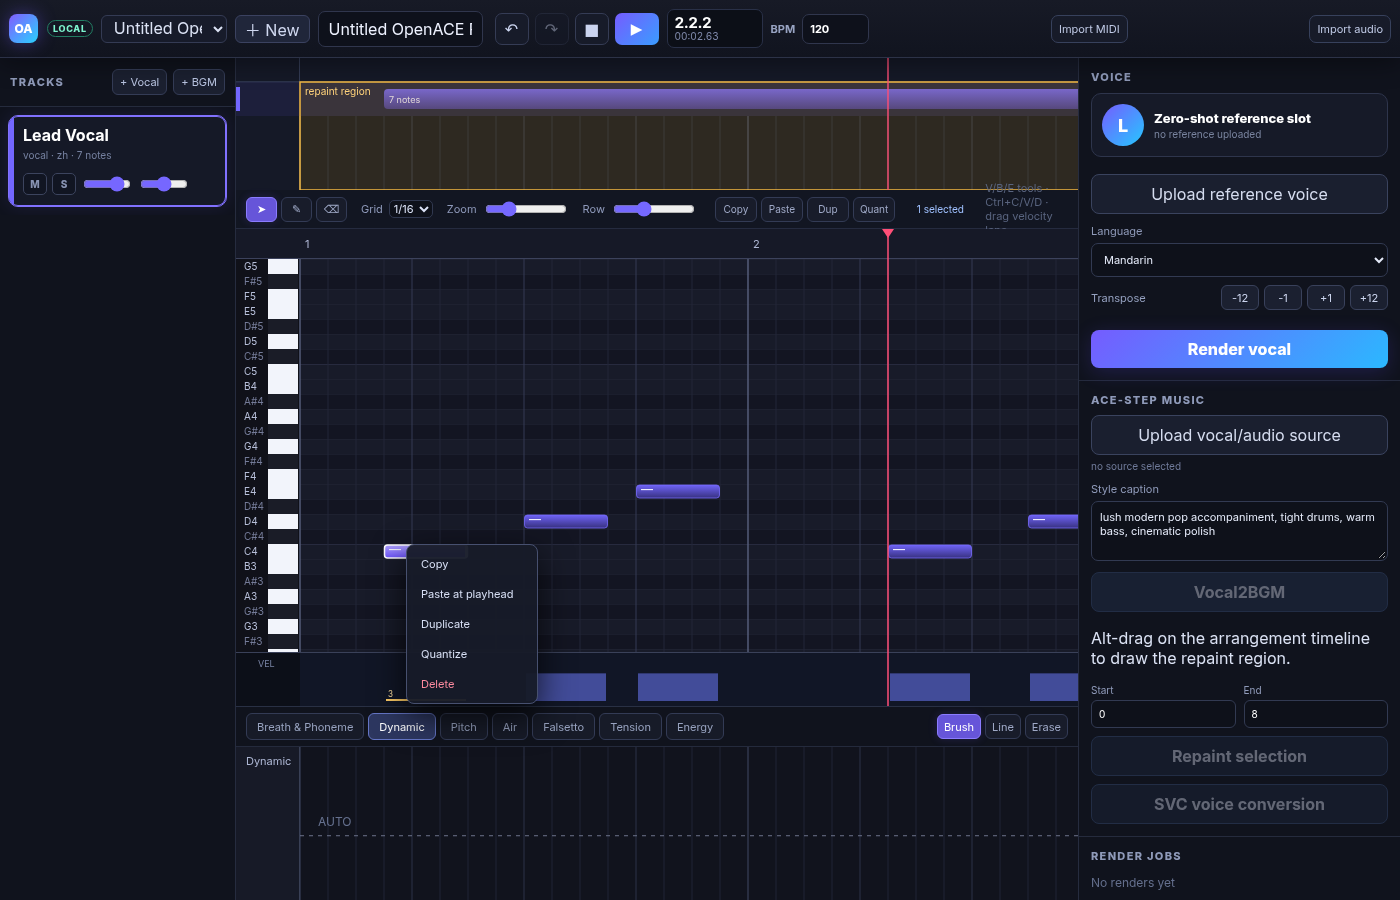 OA
LOCAL
Untitled Ope
+ New
Untitled OpenACE
2.2.2
00:02.63
BPM
120
Import MIDI
Import audio
TRACKS
+ Vocal
+ BGM
Lead Vocal
vocal · zh · 7 notes
M
S
repaint region
7 notes
Grid
1/16
Zoom
Row
Copy
Paste
Dup
Quant
1 selected
V/B/E tools ·
Ctrl+C/V/D ·
drag velocity
1
2
G5
F#5
F5
E5
D#5
D5
C#5
C5
B4
A#4
A4
G#4
G4
F#4
F4
E4
D#4
D4
C#4
C4
B3
A#3
A3
G#3
G3
F#3
Copy
Paste at playhead
Duplicate
Quantize
Delete
VEL
3
Breath & Phoneme
Dynamic
Pitch
Air
Falsetto
Tension
Energy
Brush
Line
Erase
Dynamic
AUTO
VOICE
L
Zero-shot reference slot
no reference uploaded
Upload reference voice
Language
Mandarin
Transpose
-12
-1
+1
+12
Render vocal
ACE-STEP MUSIC
Upload vocal/audio source
no source selected
Style caption
lush modern pop accompaniment, tight drums, warm
bass, cinematic polish
Vocal2BGM
Alt-drag on the arrangement timeline
to draw the repaint region.
Start
End
0
8
Repaint selection
SVC voice conversion
RENDER JOBS
No renders yet